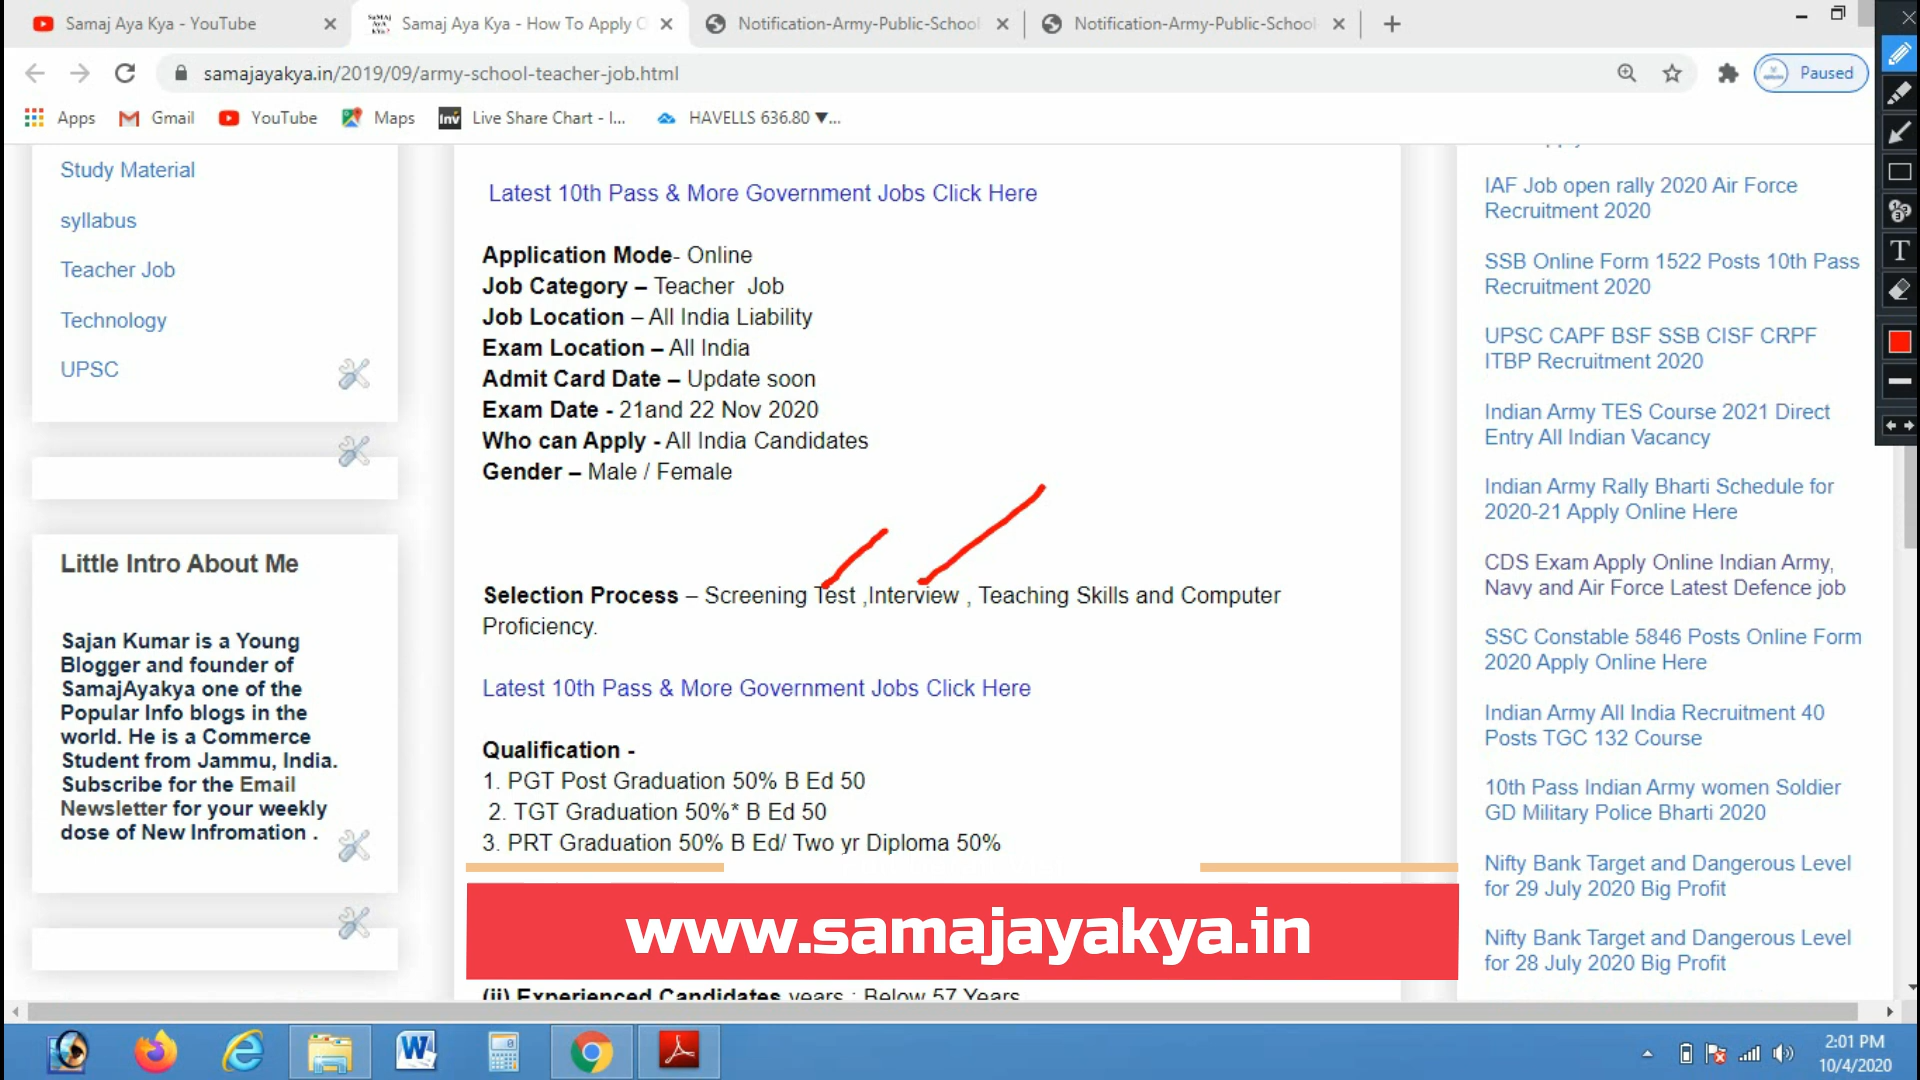 Samaj Aya Kya - YouTube
Samaj Aya Kya - How To Apply O
Notification-Army-Public-School
Notification-Army-Public-School
samajayakya.in/2019/09/army-school-teacher-job.html
Paused
Apps
Gmail
YouTube
Maps
Inv
Live Share Chart - I...
HAVELLS 636.80 ▼...
Study Material
syllabus
Teacher Job
Technology
UPSC
Little Intro About Me
Sajan Kumar is a Young
Blogger and founder of
SamajAyakya one of the
Popular Info blogs in the
world. He is a Commerce
Student from Jammu, India.
Subscribe for the Email
Newsletter for your weekly
dose of New Infromation .
Latest 10th Pass & More Government Jobs Click Here
Application Mode- Online
Job Category – Teacher Job
Job Location – All India Liability
Exam Location – All India
Admit Card Date – Update soon
Exam Date - 21and 22 Nov 2020
Who can Apply - All India Candidates
Gender – Male / Female
Selection Process – Screening Test ,Interview , Teaching Skills and Computer
Proficiency.
Latest 10th Pass & More Government Jobs Click Here
Qualification -
1. PGT Post Graduation 50% B Ed 50
2. TGT Graduation 50%* B Ed 50
3. PRT Graduation 50% B Ed/ Two yr Diploma 50%
www.samajayakya.in
(ii) Experienced Candidates years : Below 57 Years
IAF Job open rally 2020 Air Force
Recruitment 2020
SSB Online Form 1522 Posts 10th Pass
Recruitment 2020
UPSC CAPF BSF SSB CISF CRPF
ITBP Recruitment 2020
Indian Army TES Course 2021 Direct
Entry All Indian Vacancy
Indian Army Rally Bharti Schedule for
2020-21 Apply Online Here
CDS Exam Apply Online Indian Army,
Navy and Air Force Latest Defence job
SSC Constable 5846 Posts Online Form
2020 Apply Online Here
Indian Army All India Recruitment 40
Posts TGC 132 Course
10th Pass Indian Army women Soldier
GD Military Police Bharti 2020
Nifty Bank Target and Dangerous Level
for 29 July 2020 Big Profit
Nifty Bank Target and Dangerous Level
for 28 July 2020 Big Profit
T
2:01 PM
10/4/2020